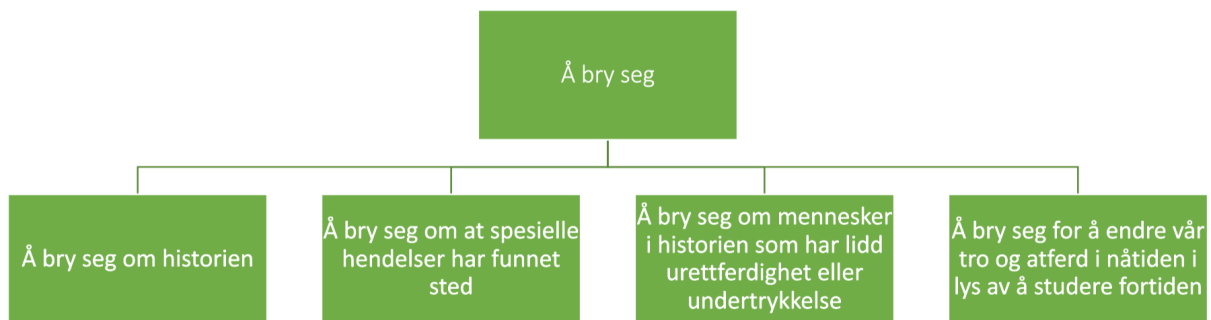 Å bry seg
Å bry seg om historien
Å bry seg om at spesielle
hendelser har funnet
sted
Å bry seg om mennesker
i historien som har lidd
urettferdighet eller
undertrykkelse
Å bry seg for å endre vår
tro og atferd i nåtiden i
lys av å studere fortiden